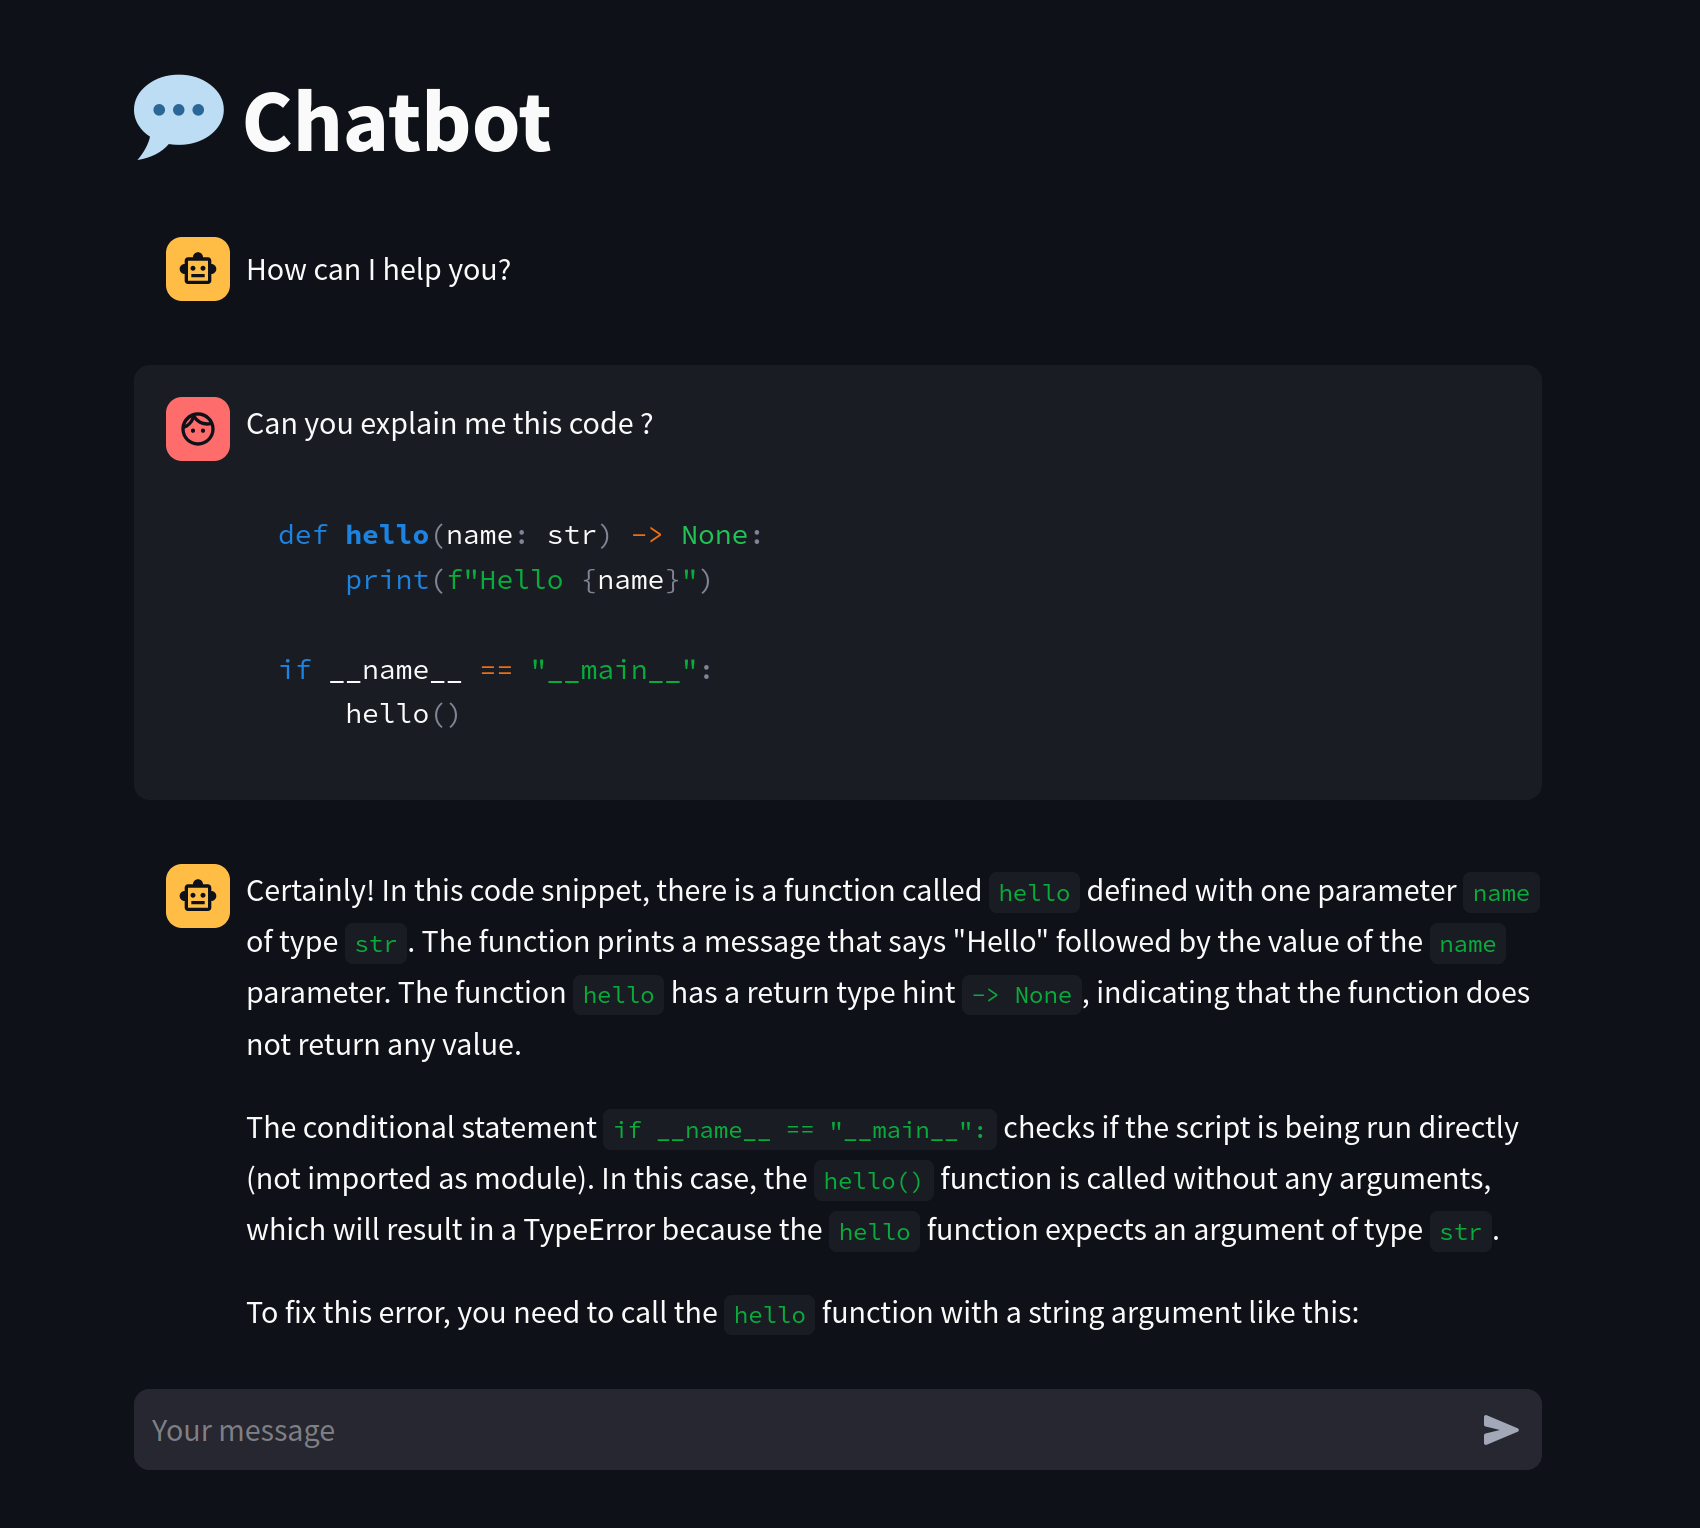 Chatbot
How can I help you?
Can you explain me this code ?
def hello(name: str) -> None:
    print(f"Hello {name}")
if __name__ == "__main__":
    hello()
Certainly! In this code snippet, there is a function called hello defined with one parameter name
of type str. The function prints a message that says "Hello" followed by the value of the name
parameter. The function hello has a return type hint -> None, indicating that the function does
not return any value.
The conditional statement if __name__ == "__main__": checks if the script is being run directly
(not imported as module). In this case, the hello() function is called without any arguments,
which will result in a TypeError because the hello function expects an argument of type str.
To fix this error, you need to call the hello function with a string argument like this:
Your message